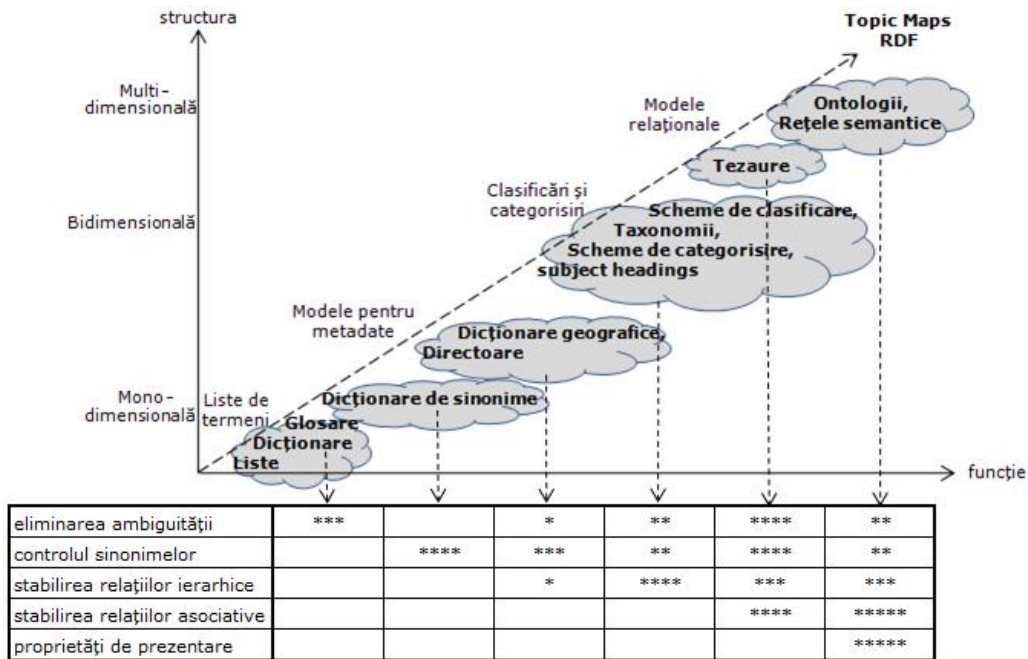 structura
Topic Maps
RDF
Multi-
dimensională
Modele
relaționale
Ontologii,
Rețele semantice
Tezaure
Clasificări și
categorisiri
Bidimensională
Scheme de clasificare,
Taxonomii,
Scheme de categorisire,
subject headings
Modele pentru
metadate
Dicționare geografice,
Directoare
Mono-
dimensională
Liste de
termeni
Dicționare de sinonime
Glosare,
Dicționare
Liste
funcție
eliminarea ambiguității *** * ** **** **
controlul sinonimelor **** *** ** **** **
stabilirea relațiilor ierarhice * **** *** ***
stabilirea relațiilor asociative **** *****
proprietăți de prezentare *****